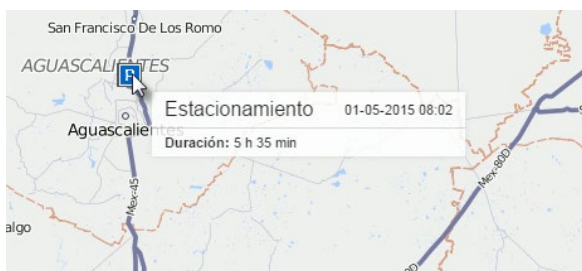 San Francisco De Los Romo
AGUASCALIENTES
P
Estacionamiento 01-05-2015 08:02
Aguascalientes
Duración: 5 h 35 min
Mex-80D
Mex-45
algo
0D